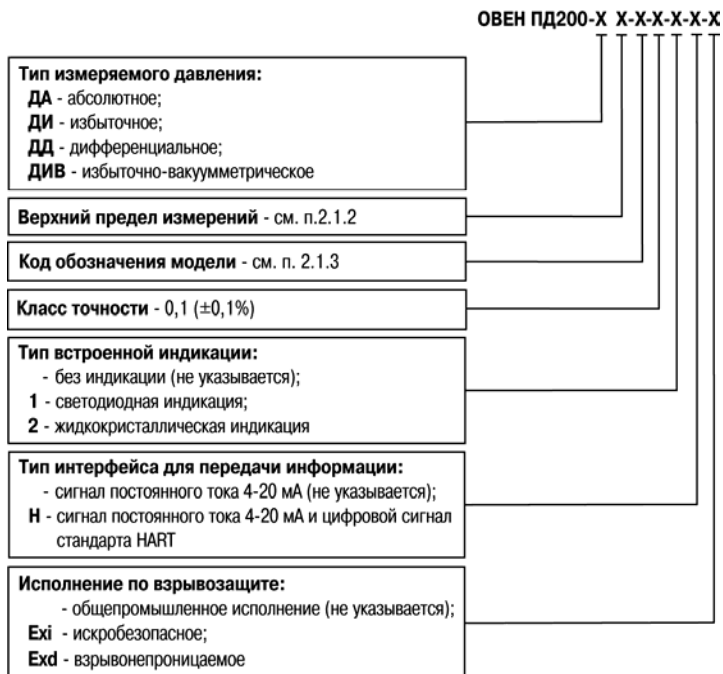 ОВЕН ПД200-Х Х-Х-Х-Х-Х-Х
Тип измеряемого давления:
ДА - абсолютное;
ДИ - избыточное;
ДД - дифференциальное;
ДИВ - избыточно-вакуумметрическое
Верхний предел измерений - см. п.2.1.2
Код обозначения модели - см. п. 2.1.3
Класс точности - 0,1 (±0,1%)
Тип встроенной индикации:
- без индикации (не указывается);
1 - светодиодная индикация;
2 - жидкокристаллическая индикация
Тип интерфейса для передачи информации:
- сигнал постоянного тока 4-20 мА (не указывается);
Н - сигнал постоянного тока 4-20 мА и цифровой сигнал
стандарта HART
Исполнение по взрывозащите:
- общепромышленное исполнение (не указывается);
Exi - искробезопасное;
Exd - взрывонепроницаемое